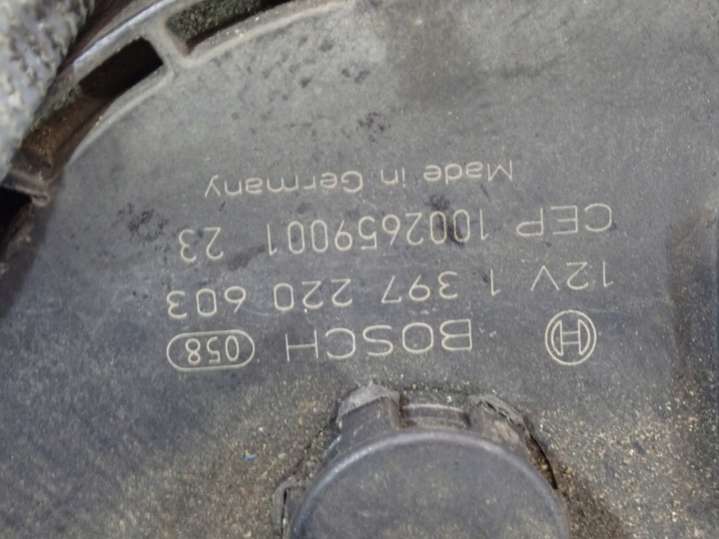 BOSCH 058
12V 1 397 220 603
CEP 1002659001 23
Made in Germany